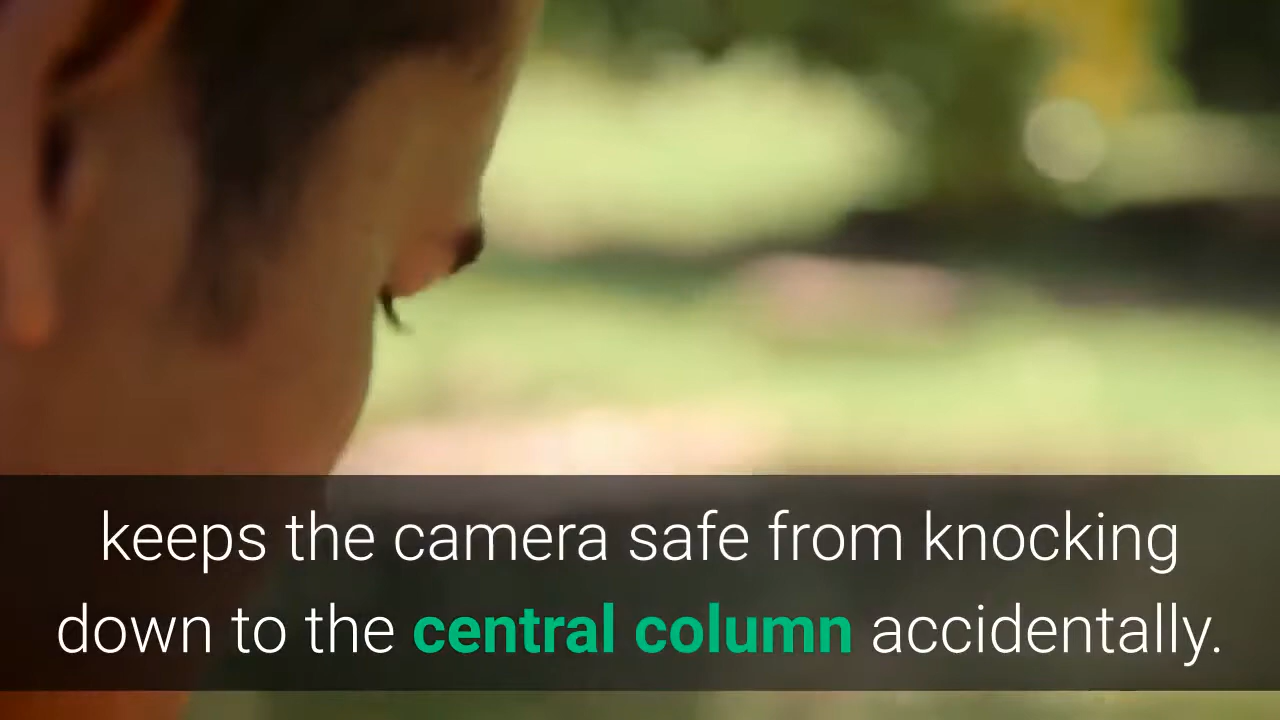 keeps the camera safe from knocking
down to the central column accidentally.